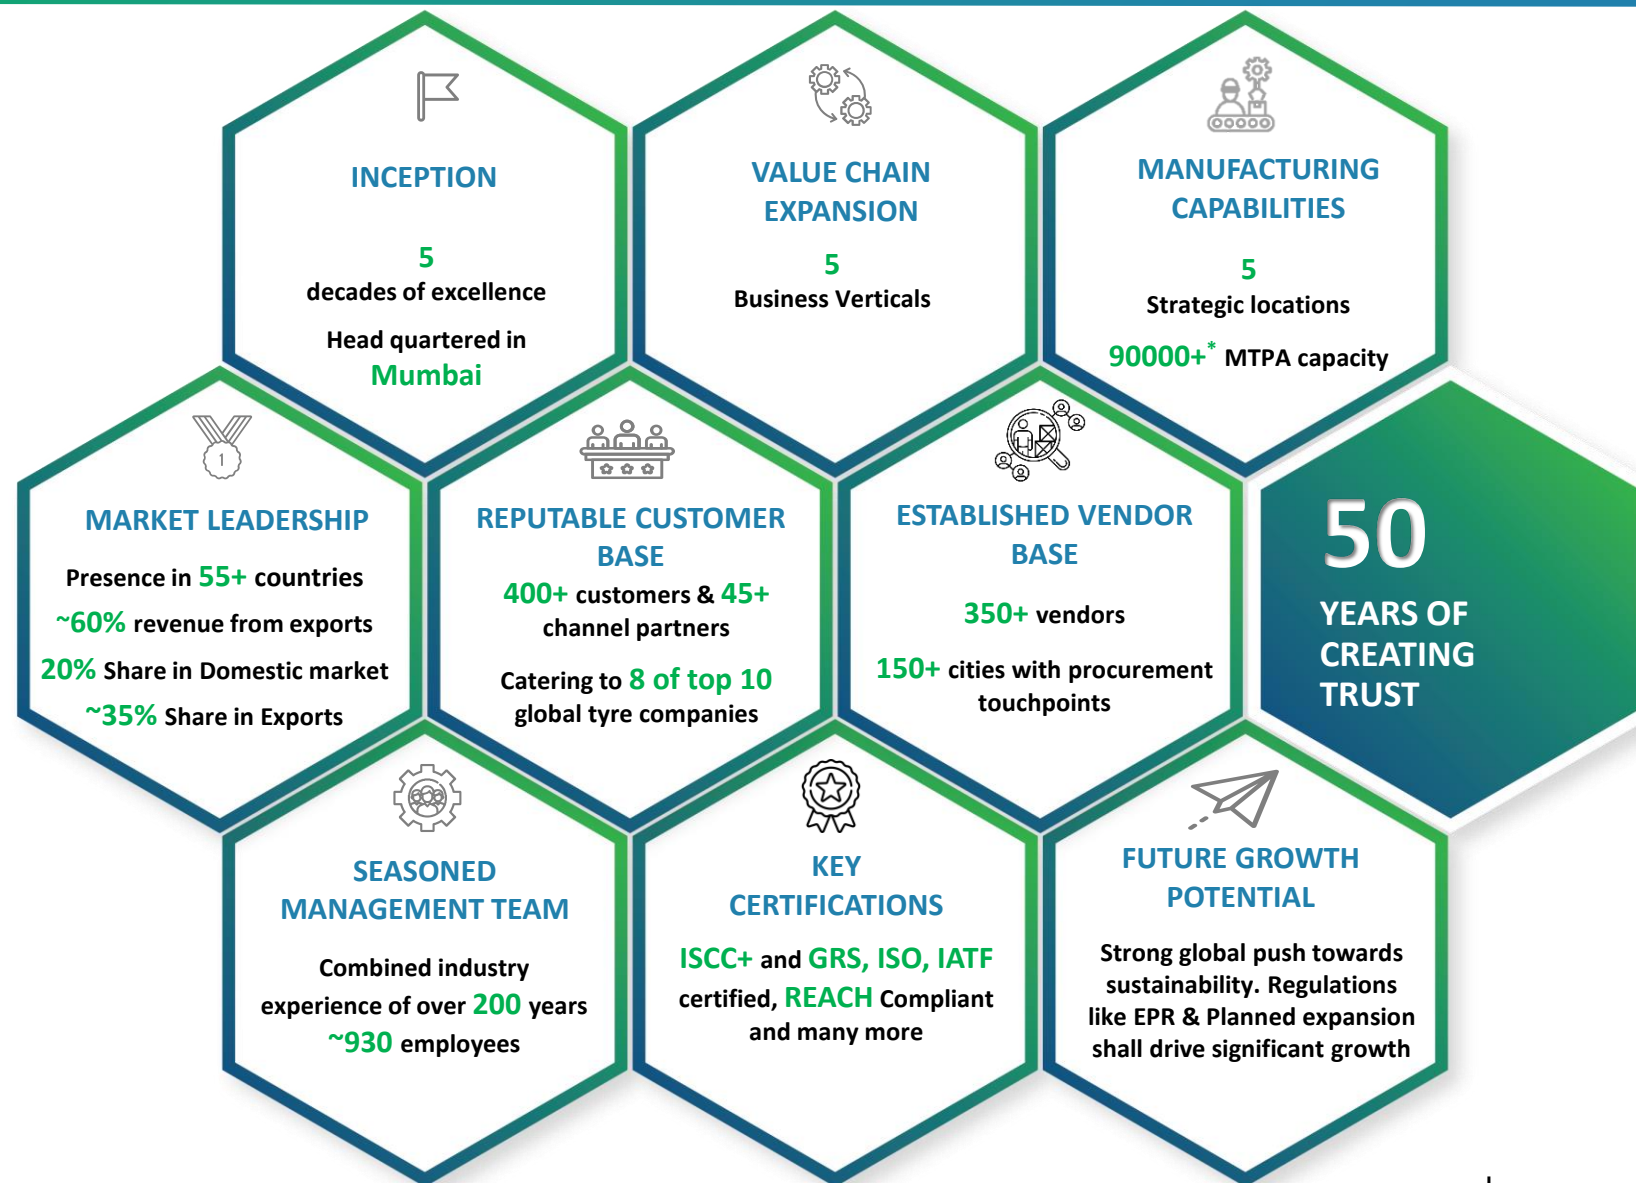 INCEPTION
5
decades of excellence
Head quartered in
Mumbai
VALUE CHAIN
EXPANSION
5
Business Verticals
MANUFACTURING
CAPABILITIES
5
Strategic locations
90000+* MTPA capacity
1
MARKET LEADERSHIP
Presence in 55+ countries
~60% revenue from exports
20% Share in Domestic market
~35% Share in Exports
REPUTABLE CUSTOMER
BASE
400+ customers & 45+
channel partners
Catering to 8 of top 10
global tyre companies
ESTABLISHED VENDOR
BASE
350+ vendors
150+ cities with procurement
touchpoints
50
YEARS OF
CREATING
TRUST
SEASONED
MANAGEMENT TEAM
Combined industry
experience of over 200 years
~930 employees
KEY
CERTIFICATIONS
ISCC+ and GRS, ISO, IATF
certified, REACH Compliant
and many more
FUTURE GROWTH
POTENTIAL
Strong global push towards
sustainability. Regulations
like EPR & Planned expansion
shall drive significant growth